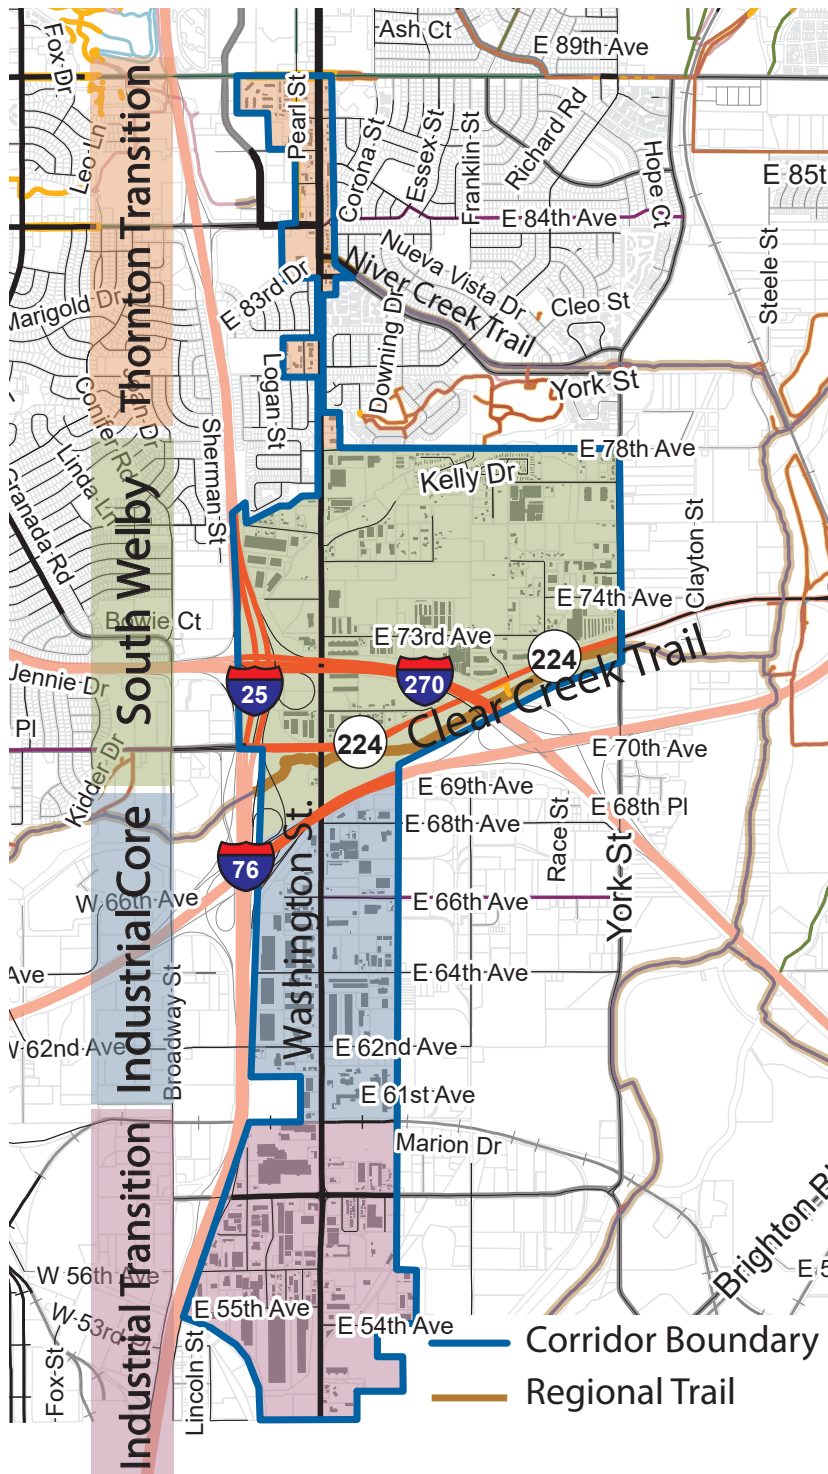 Ash Ct
E 89th Ave
Fox Dr
Pearl St
Leo Ln
Corona St
Essex St
Franklin St
Richard Rd
Hope Ct
E 85t
E 84th Ave
Thornton Transition
Nueva Vista Dr
Niver Creek Trail
Steele St
E 83rd Dr
Marigold Dr
Cleo St
Downing Dr
Logan St
York St
Conifer Rd
Sherman St
E 78th Ave
Linda Ln
Kelly Dr
Granada Rd
South Welby
Clayton St
E 74th Ave
Bowie Ct
E 73rd Ave
224
Clear Creek Trail
Jennie Dr
25
270
Pl
224
E 70th Ave
Kidder Dr
E 69th Ave
E 68th Pl
E 68th Ave
Race St
York St
76
Washington St.
W 66th Ave
E 66th Ave
Industrial Core
Ave
E 64th Ave
Broadway St
W 62nd Ave
E 62nd Ave
E 61st Ave
Marion Dr
Industrial Transition
Brighton Bl
W 56th Ave
E 5
E 55th Ave
W 53rd
E 54th Ave
Fox St
Lincoln St
Corridor Boundary
Regional Trail